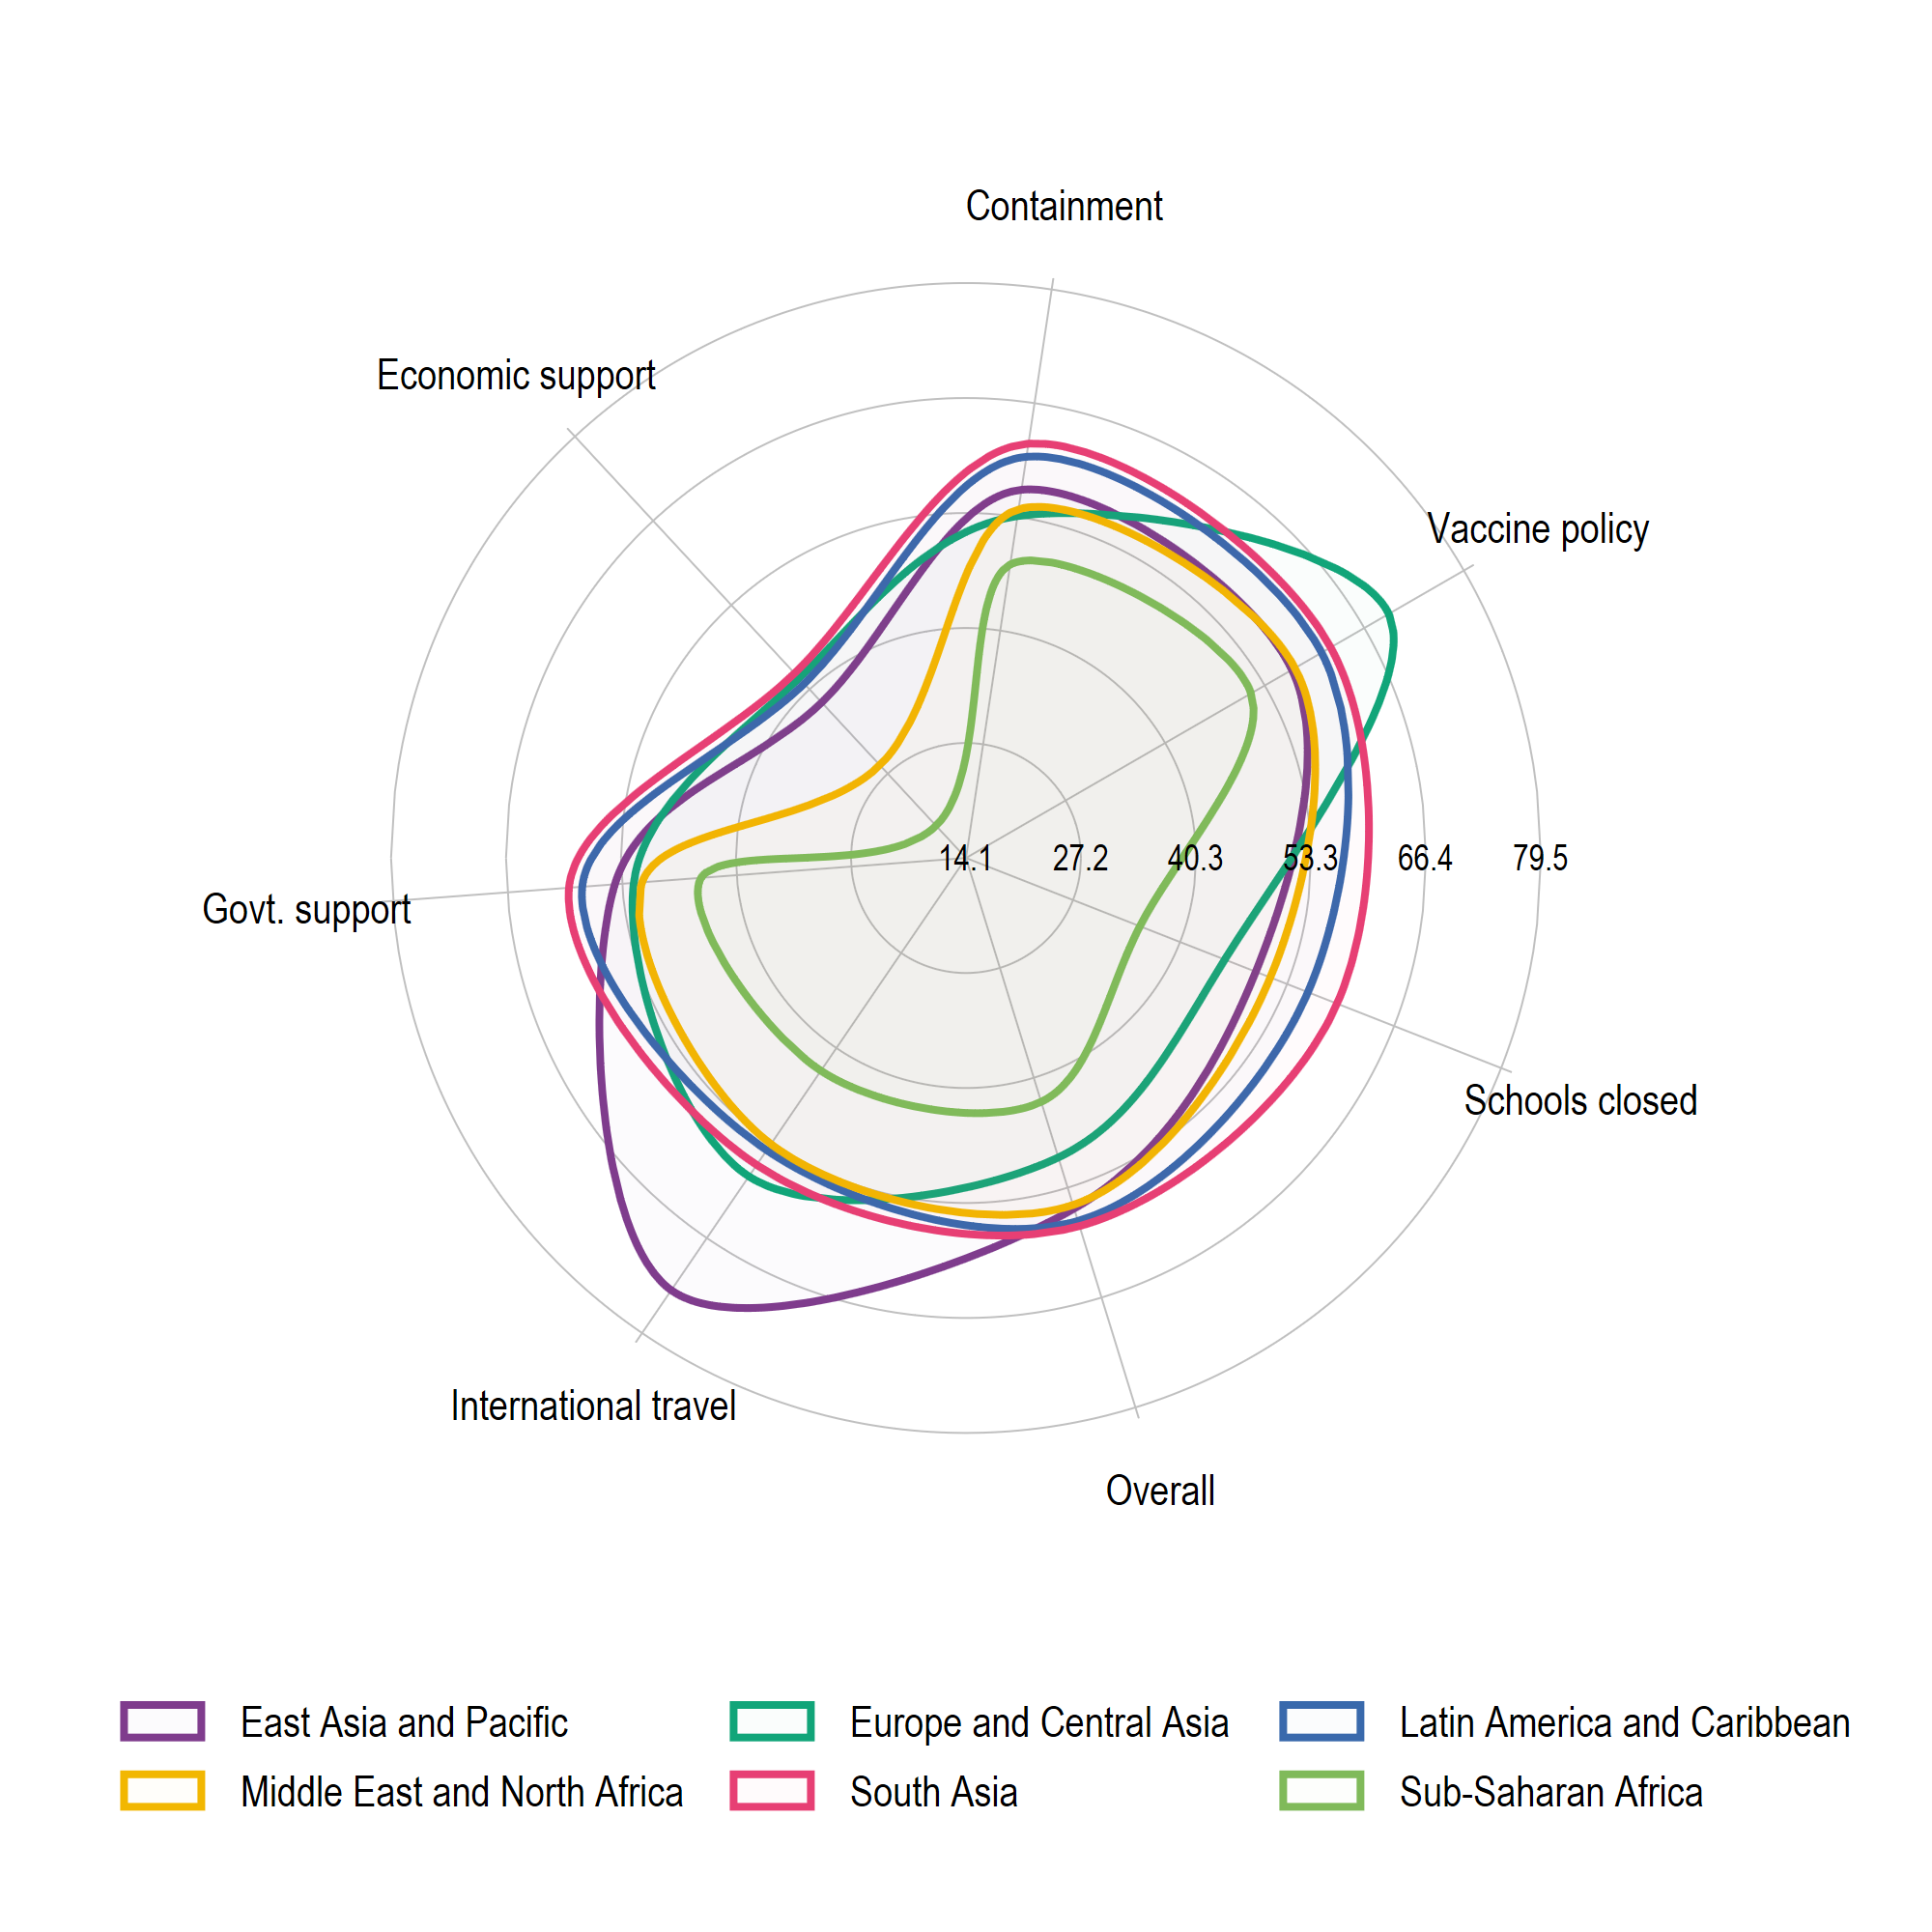 Containment
Economic support
Vaccine policy
14.1 27.2 40.3 53.3 66.4 79.5
Govt. support
Schools closed
International travel
Overall
East Asia and Pacific Europe and Central Asia Latin America and Caribbean
Middle East and North Africa South Asia Sub-Saharan Africa